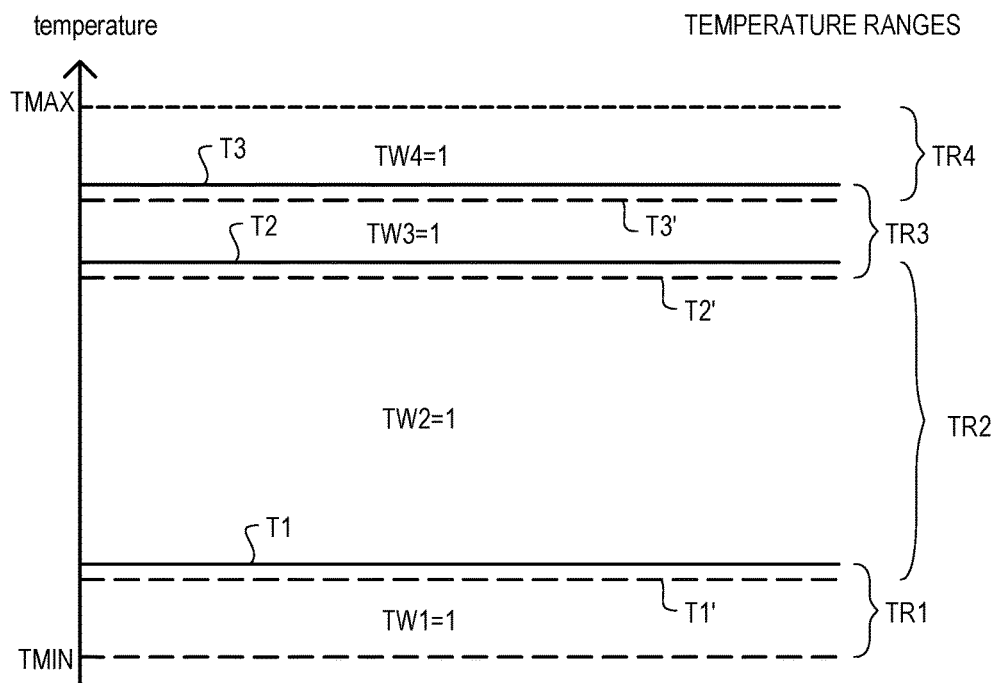 temperature
TEMPERATURE RANGES
TMAX
T3
TW4=1
TR4
T2
TW3=1
T3'
TR3
T2'
TW2=1
TR2
T1
TW1=1
T1'
TR1
TMIN